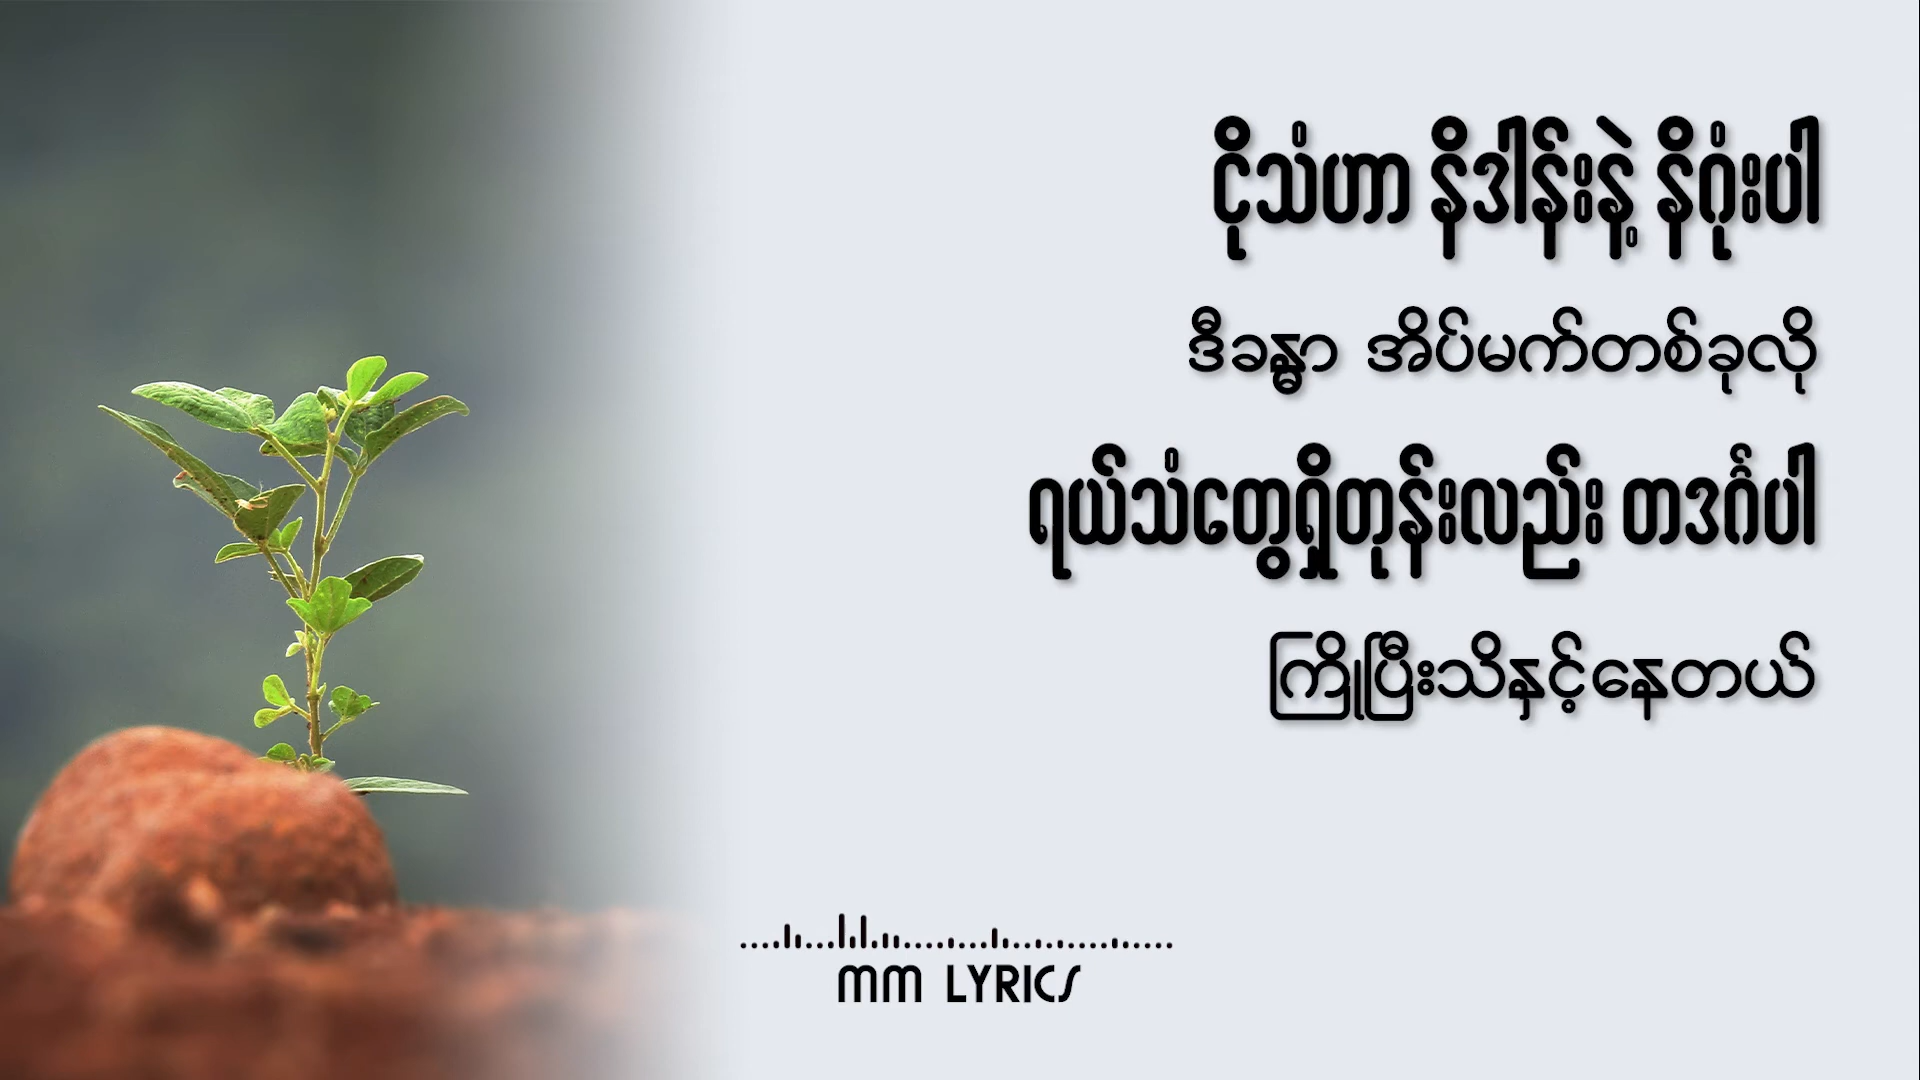 ငိုသံဟာ နိဒါန်းနဲ့ နိဂုံးပါ
ဒီခန္ဓာ အိပ်မက်တစ်ခုလို
ရယ်သံတွေရှိတုန်းလည်း တဒင်္ဂပါ
ကြိုပြီးသိနှင့်နေတယ်
MM LYRICS